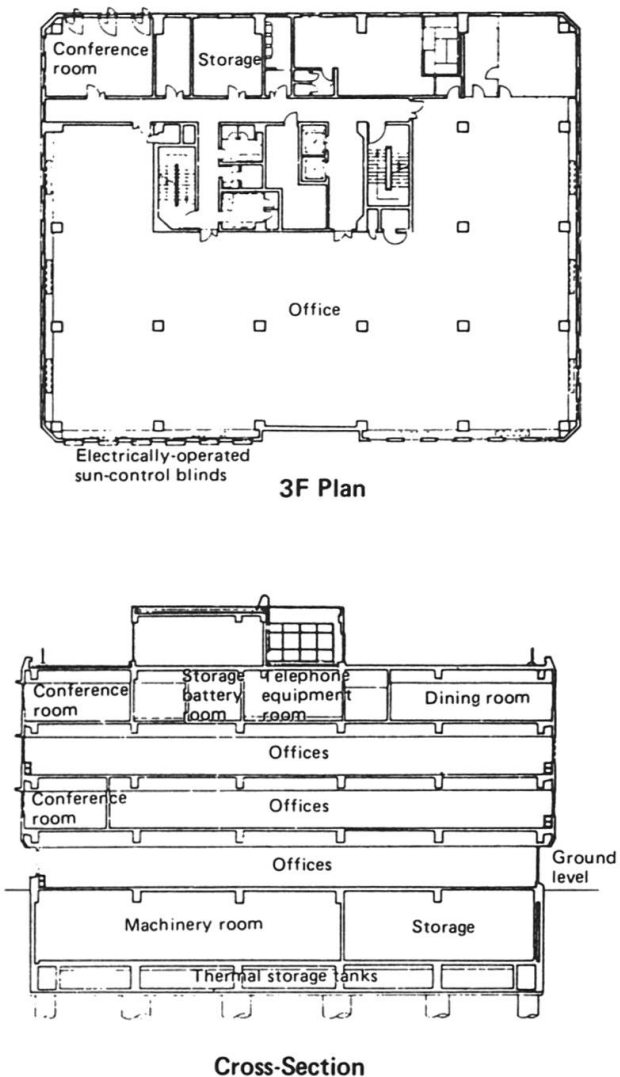 Conference
room
Storage
Office
Electrically-operated
sun-control blinds
3F Plan
Conference
room
Storage
battery
room
Telephone
equipment
room
Dining room
Offices
Conference
room
Offices
Offices
Ground
level
Machinery room
Storage
Thermal storage tanks
Cross-Section